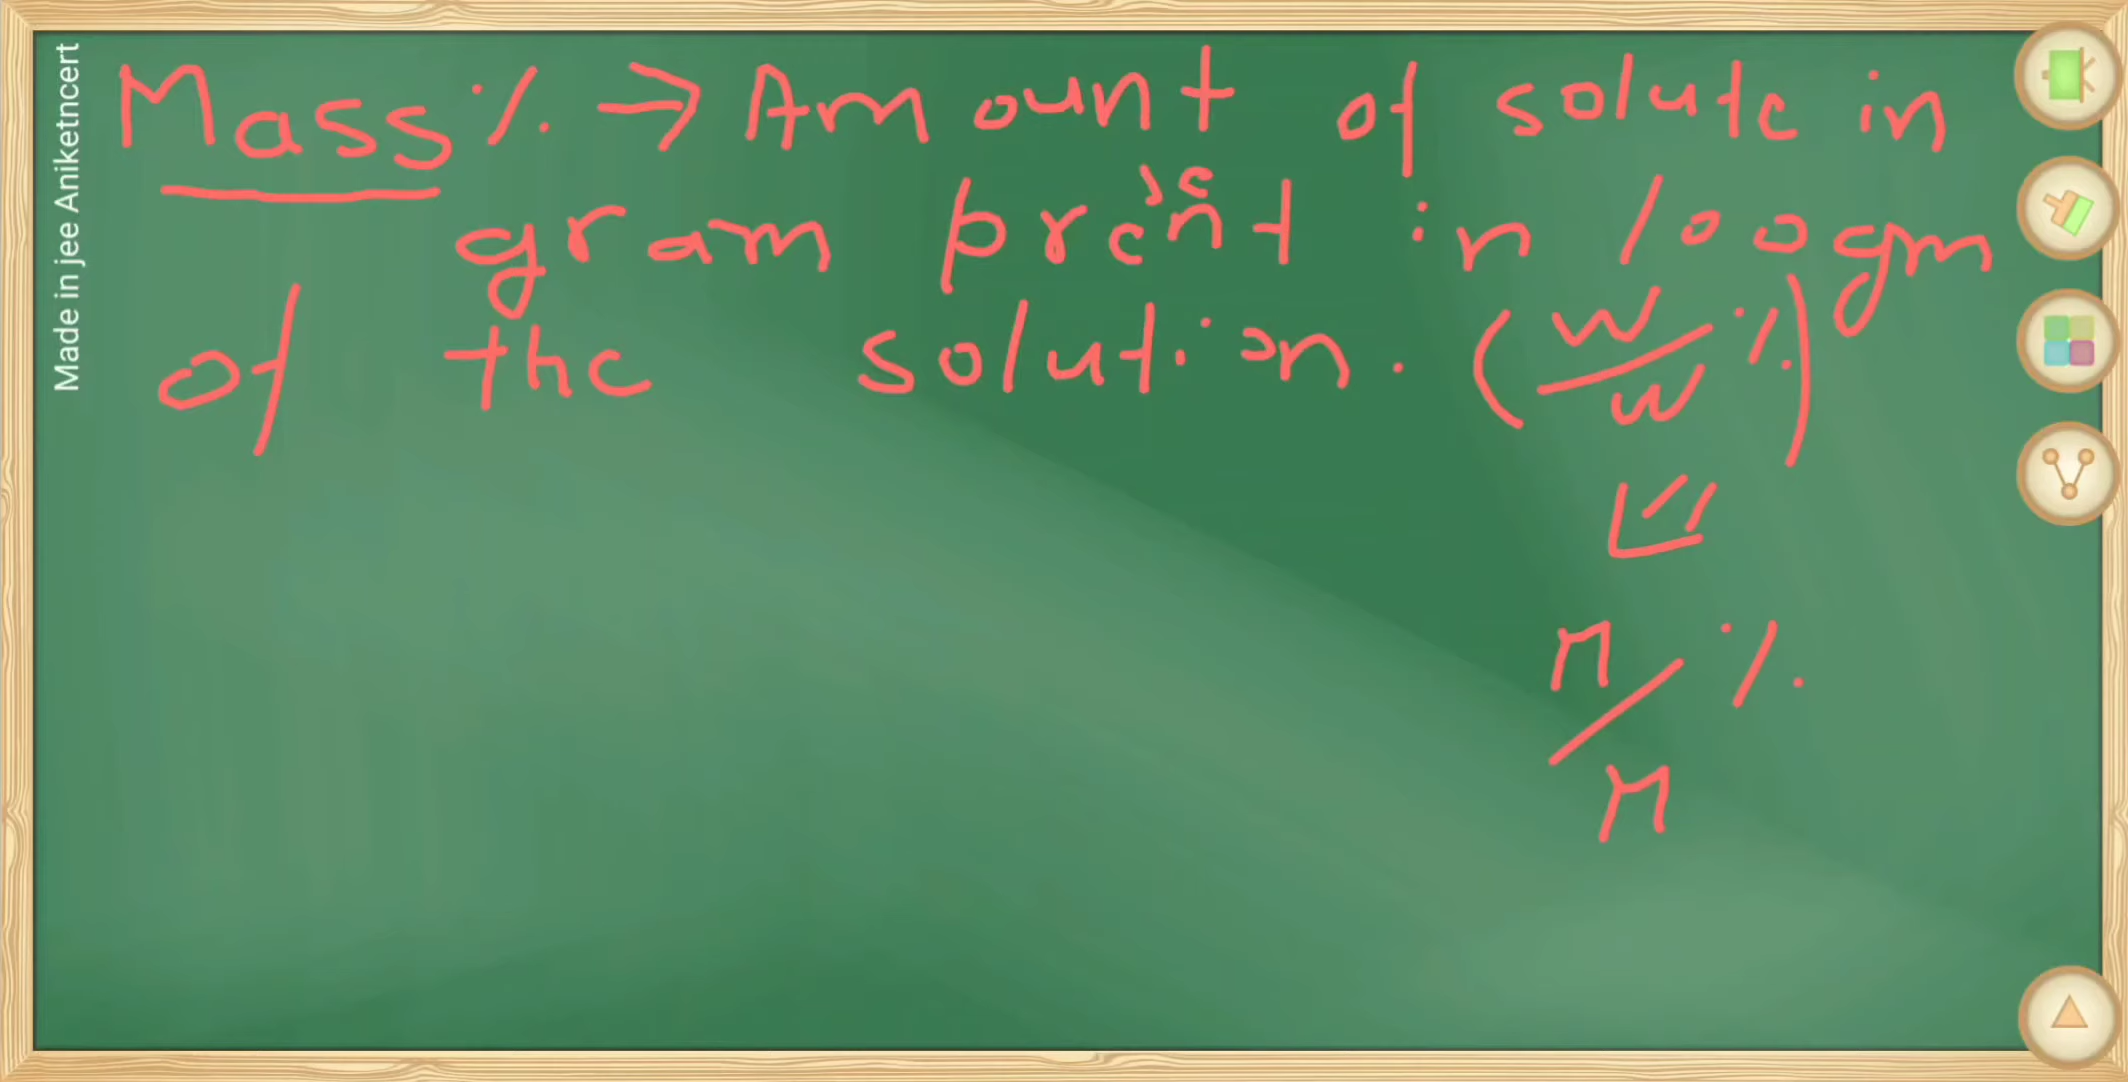 Made in jee Aniketncert
Mass % → Amount of solute in
gram present in 100gm
of the solution. (w/w %)
M/M %